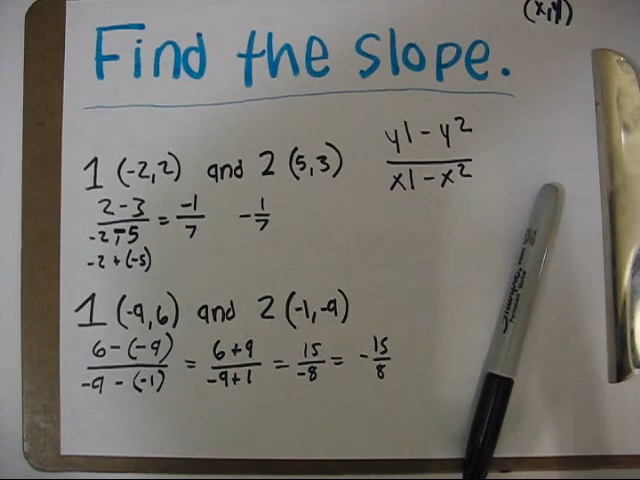 (x,y)
Find the slope.
y1 - y2
x1 - x2
1 (-2,2) and 2 (5,3)
2-3 / -2-5 = -1/7 -1/7
-2+(-5)
1 (-9,6) and 2 (-1,-9)
6-(-9) / -9-(-1) = 6+9 / -9+1 = 15/-8 = -15/8
Sharpie